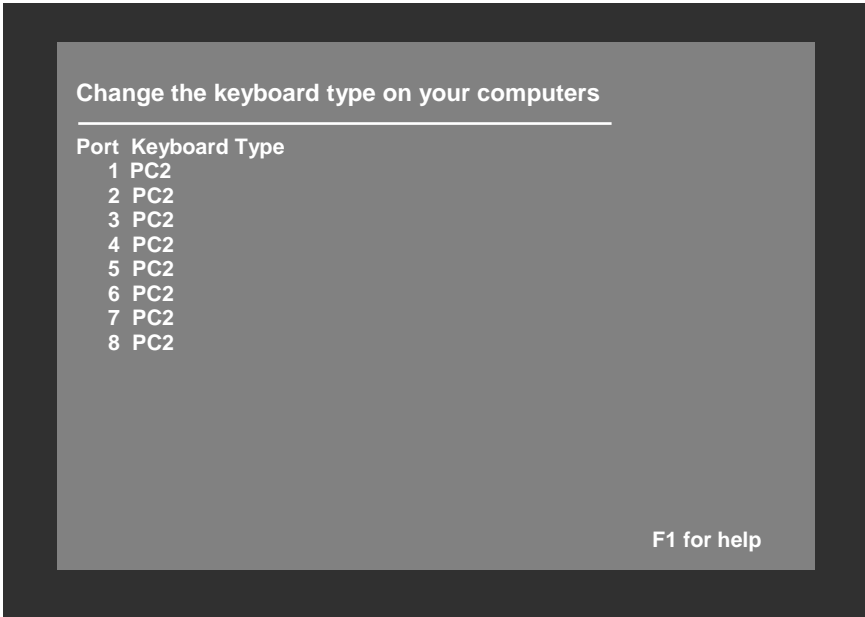 Change the keyboard type on your computers
Port Keyboard Type
1 PC2
2 PC2
3 PC2
4 PC2
5 PC2
6 PC2
7 PC2
8 PC2
F1 for help